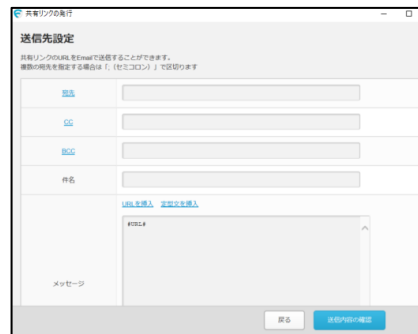 共有リンクの発行
送信先設定
共有リンクのURLをEmailで送信することができます。
複数の宛先を指定する場合は「;（セミコロン）」で区切ります
宛先
CC
BCC
件名
URLを挿入 定型文を挿入
#URL#
メッセージ
戻る 送信内容の確認